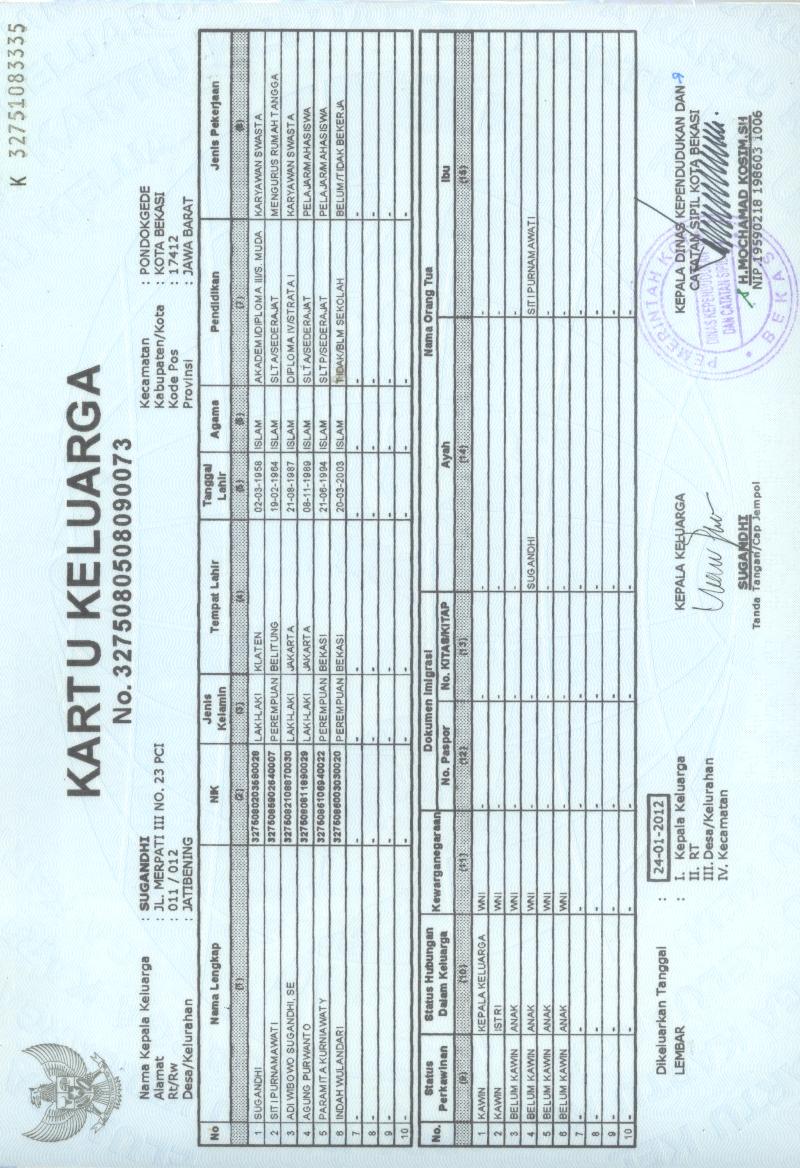 K 32751083335
KARTU KELUARGA
No. 3275080508090073
Nama Kepala Keluarga : SUGANDHI
Alamat : JL. MERPATI III NO. 23 PCI
Rt/Rw : 011 / 012
Desa/Kelurahan : JATIBENING
Kecamatan : PONDOKGEDE
Kabupaten/Kota : KOTA BEKASI
Kode Pos : 17412
Provinsi : JAWA BARAT
No Nama Lengkap NIK Jenis Kelamin Tempat Lahir Tanggal Lahir Agama Pendidikan Jenis Pekerjaan
(1) (2) (3) (4) (5) (6) (7) (8)
1 SUGANDHI 3275080203580028 LAKI-LAKI KLATEN 02-03-1958 ISLAM AKADEMI/DIPLOMA III/S. MUDA KARYAWAN SWASTA
2 SITI PURNAMAWATI 3275085902640007 PEREMPUAN BELITUNG 19-02-1964 ISLAM SLTA/SEDERAJAT MENGURUS RUMAH TANGGA
3 ADI WIBOWO SUGANDHI, SE 3275082108870030 LAKI-LAKI JAKARTA 21-08-1987 ISLAM DIPLOMA IV/STRATA I KARYAWAN SWASTA
4 AGUNG PURWANTO 3275080811890029 LAKI-LAKI JAKARTA 08-11-1989 ISLAM SLTA/SEDERAJAT PELAJAR/MAHASISWA
5 PARAMITA KURNIAWATY 3275086106940022 PEREMPUAN BEKASI 21-06-1994 ISLAM SLTP/SEDERAJAT PELAJAR/MAHASISWA
6 INDAH WULANDARI 3275086003030020 PEREMPUAN BEKASI 20-03-2003 ISLAM TIDAK/BLM SEKOLAH BELUM/TIDAK BEKERJA
7 - - - - - - - -
8 - - - - - - - -
9 - - - - - - - -
10 - - - - - - - -
No. Status Perkawinan Status Hubungan Dalam Keluarga Kewarganegaraan Dokumen Imigrasi Nama Orang Tua
No. Paspor No. KITAS/KITAP Ayah Ibu
(9) (10) (11) (12) (13) (14) (15)
1 KAWIN KEPALA KELUARGA WNI - - - -
2 KAWIN ISTRI WNI - - - -
3 BELUM KAWIN ANAK WNI - - - -
4 BELUM KAWIN ANAK WNI - - SUGANDHI SITI PURNAMAWATI
5 BELUM KAWIN ANAK WNI - - - -
6 BELUM KAWIN ANAK WNI - - - -
7 - - - - - - -
8 - - - - - - -
9 - - - - - - -
10 - - - - - - -
Dikeluarkan Tanggal : 24-01-2012
LEMBAR : I. Kepala Keluarga
II. RT
III. Desa/Kelurahan
IV. Kecamatan
KEPALA KELUARGA
SUGANDHI
Tanda Tangan/Cap Jempol
KEPALA DINAS KEPENDUDUKAN DAN
CATATAN SIPIL KOTA BEKASI
H.MOCHAMAD KOSIM.SH
NIP.19590218 198603 1006
PEMERINTAH KO
DINAS KEPENDUDUKAN
DAN CATATAN SIPIL
BEKAS